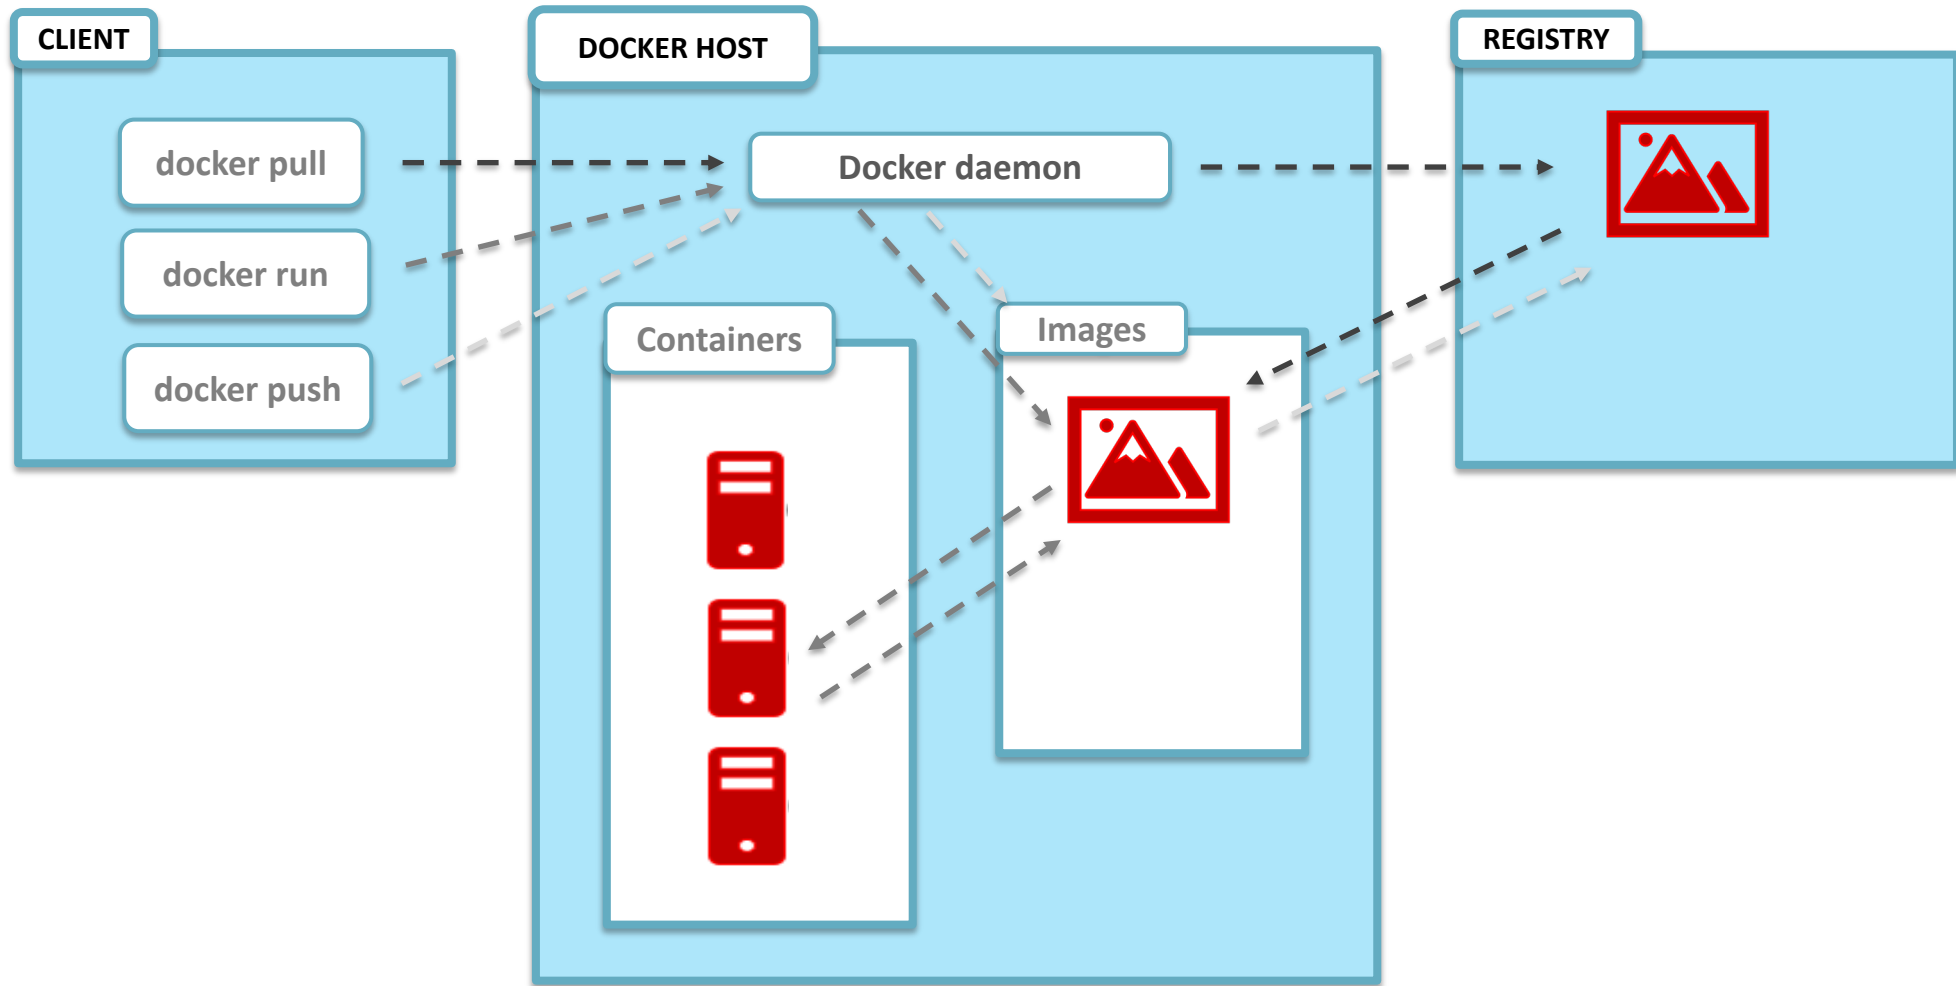 CLIENT
DOCKER HOST
REGISTRY
docker pull
Docker daemon
docker run
Containers
Images
docker push